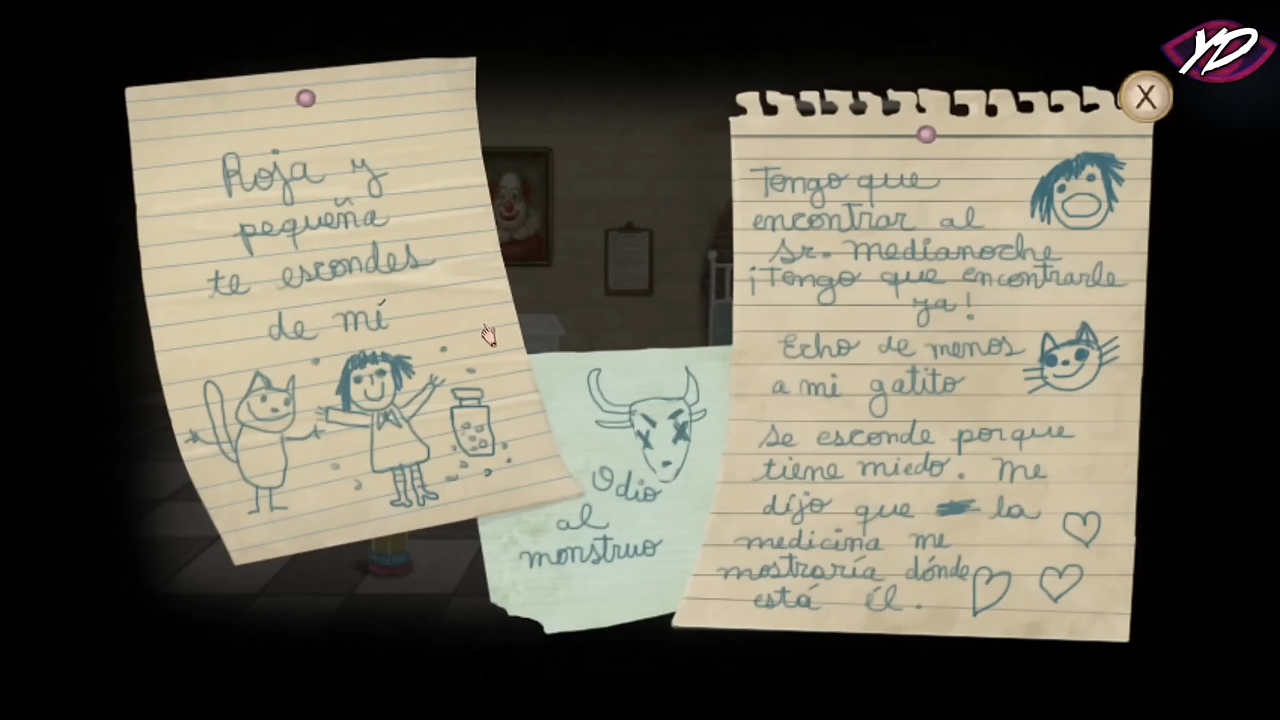 Roja y
pequeña
te escondes
de mí
Odio
al
monstruo
Tengo que
encontrar al
Sr. medianoche
¡Tengo que encontrarle
ya!
Echo de menos
a mi gatito
Se esconde porque
tiene miedo. Me
dijo que la
medicina me
mostraría dónde
está él.
X
YD